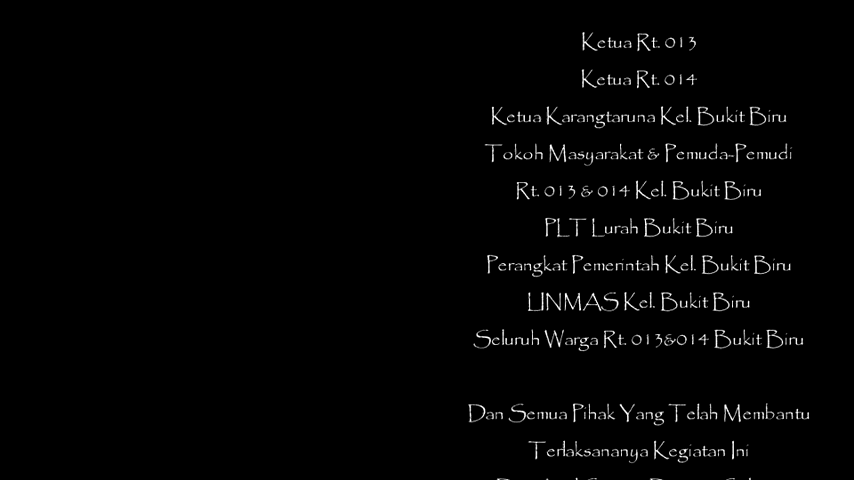 Ketua Rt. 013
Ketua Rt. 014
Ketua Karangtaruna Kel. Bukit Biru
Tokoh Masyarakat & Pemuda-Pemudi
Rt. 013 & 014 Kel. Bukit Biru
PLT Lurah Bukit Biru
Perangkat Pemerintah Kel. Bukit Biru
LINMAS Kel. Bukit Biru
Seluruh Warga Rt. 013&014 Bukit Biru
Dan Semua Pihak Yang Telah Membantu
Terlaksananya Kegiatan Ini